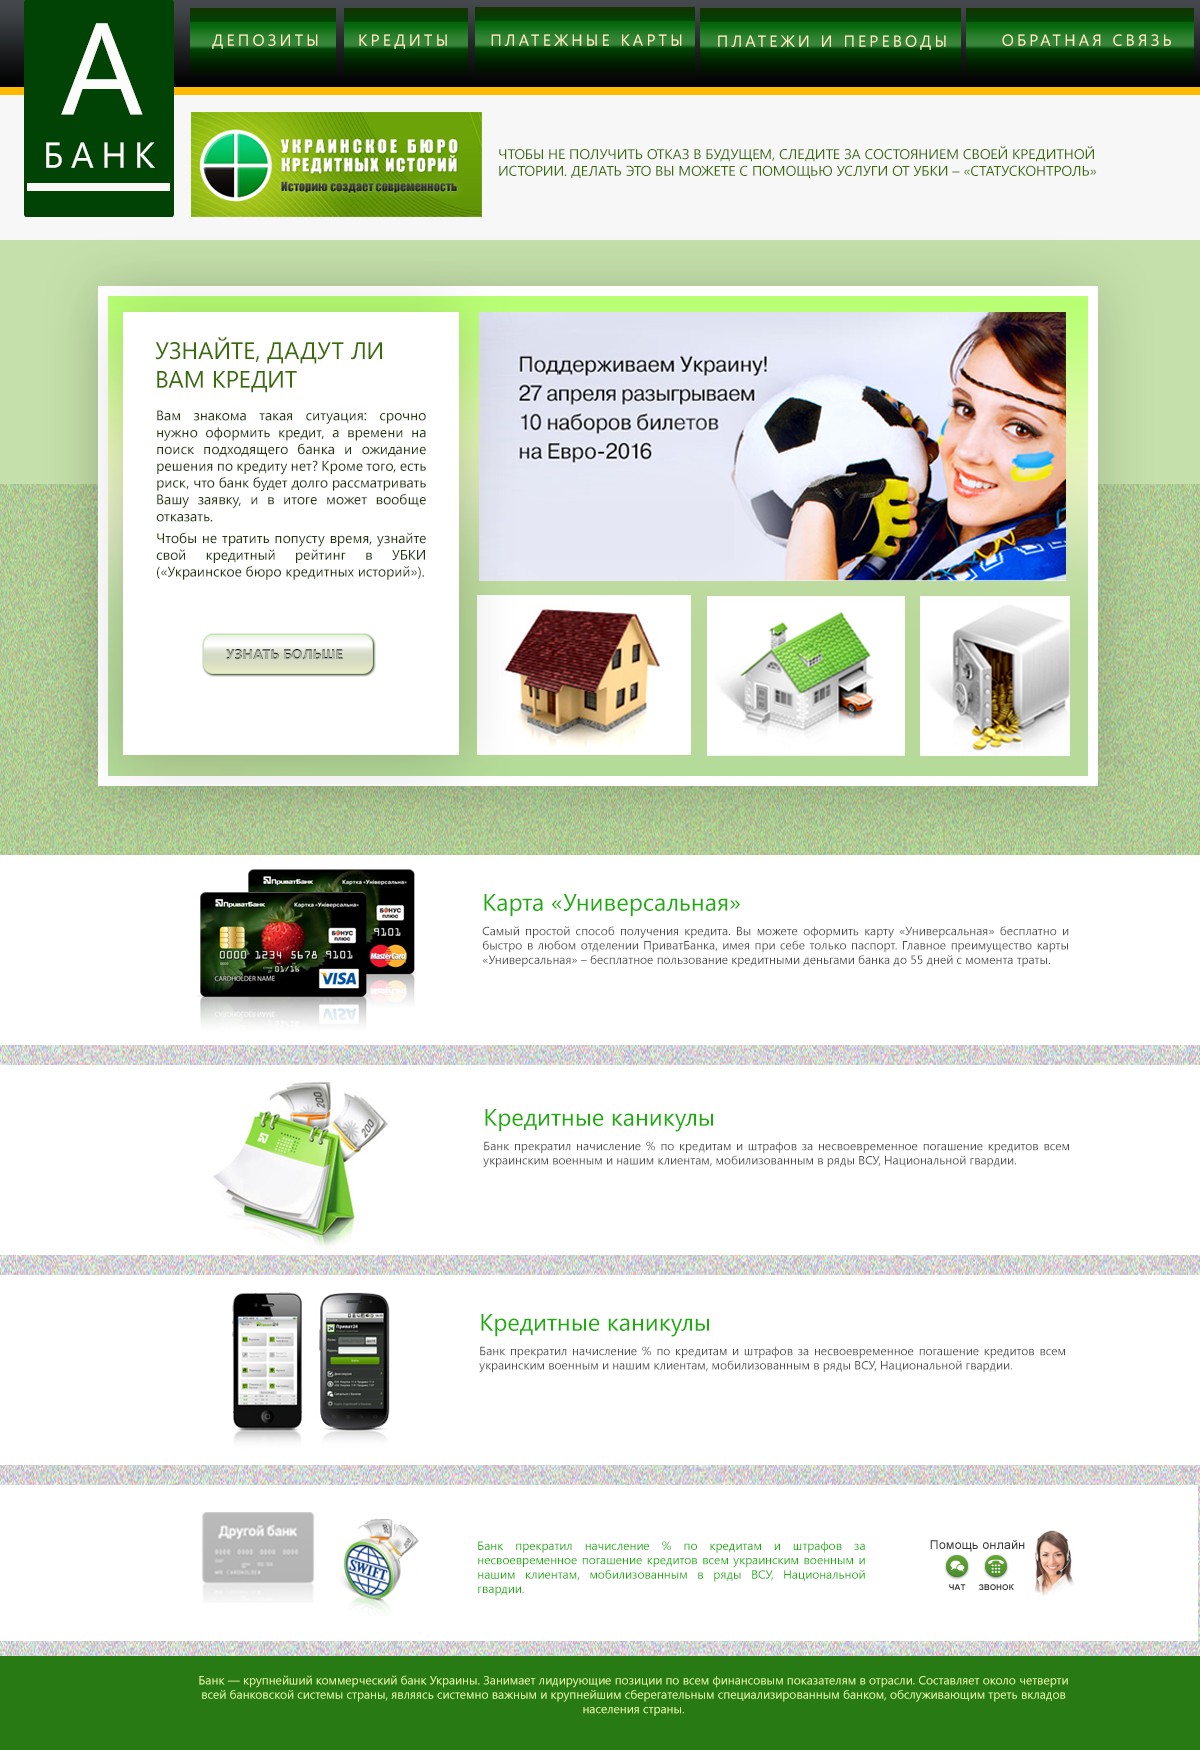 А
БАНК
ДЕПОЗИТЫ
КРЕДИТЫ
ПЛАТЕЖНЫЕ КАРТЫ
ПЛАТЕЖИ И ПЕРЕВОДЫ
ОБРАТНАЯ СВЯЗЬ
УКРАИНСКОЕ БЮРО
КРЕДИТНЫХ ИСТОРИЙ
Историю создает современность
ЧТОБЫ НЕ ПОЛУЧИТЬ ОТКАЗ В БУДУЩЕМ, СЛЕДИТЕ ЗА СОСТОЯНИЕМ СВОЕЙ КРЕДИТНОЙ
ИСТОРИИ. ДЕЛАТЬ ЭТО ВЫ МОЖЕТЕ С ПОМОЩЬЮ УСЛУГИ ОТ УБКИ – «СТАТУСКОНТРОЛЬ»
УЗНАЙТЕ, ДАДУТ ЛИ
ВАМ КРЕДИТ
Вам знакома такая ситуация: срочно
нужно оформить кредит, а времени на
поиск подходящего банка и ожидание
решения по кредиту нет? Кроме того, есть
риск, что банк будет долго рассматривать
Вашу заявку, и в итоге может вообще
отказать.
Чтобы не тратить попусту время, узнайте
свой кредитный рейтинг в УБКИ
(«Украинское бюро кредитных историй»).
УЗНАТЬ БОЛЬШЕ
Поддерживаем Украину!
27 апреля разыгрываем
10 наборов билетов
на Евро-2016
ПриватБанк
Картка «Універсальна»
БОНУС
ПЛЮС
9101
MasterCard
ПриватБанк
Картка «Універсальна»
БОНУС
ПЛЮС
0000 1234 5678 9101
01/16
CARDHOLDER NAME
VISA
Карта «Универсальная»
Самый простой способ получения кредита. Вы можете оформить карту «Универсальная» бесплатно и
быстро в любом отделении ПриватБанка, имея при себе только паспорт. Главное преимущество карты
«Универсальная» – бесплатное пользование кредитными деньгами банка до 55 дней с момента траты.
200
200
Кредитные каникулы
Банк прекратил начисление % по кредитам и штрафов за несвоевременное погашение кредитов всем
украинским военным и нашим клиентам, мобилизованным в ряды ВСУ, Национальной гвардии.
Приват24
Кредитные каникулы
Банк прекратил начисление % по кредитам и штрафов за несвоевременное погашение кредитов всем
украинским военным и нашим клиентам, мобилизованным в ряды ВСУ, Национальной гвардии.
Другой банк
SWIFT
Банк прекратил начисление % по кредитам и штрафов за
несвоевременное погашение кредитов всем украинским военным и
нашим клиентам, мобилизованным в ряды ВСУ, Национальной
гвардии.
Помощь онлайн
ЧАТ
ЗВОНОК
Банк — крупнейший коммерческий банк Украины. Занимает лидирующие позиции по всем финансовым показателям в отрасли. Составляет около четверти
всей банковской системы страны, являясь системно важным и крупнейшим сберегательным специализированным банком, обслуживающим треть вкладов
населения страны.